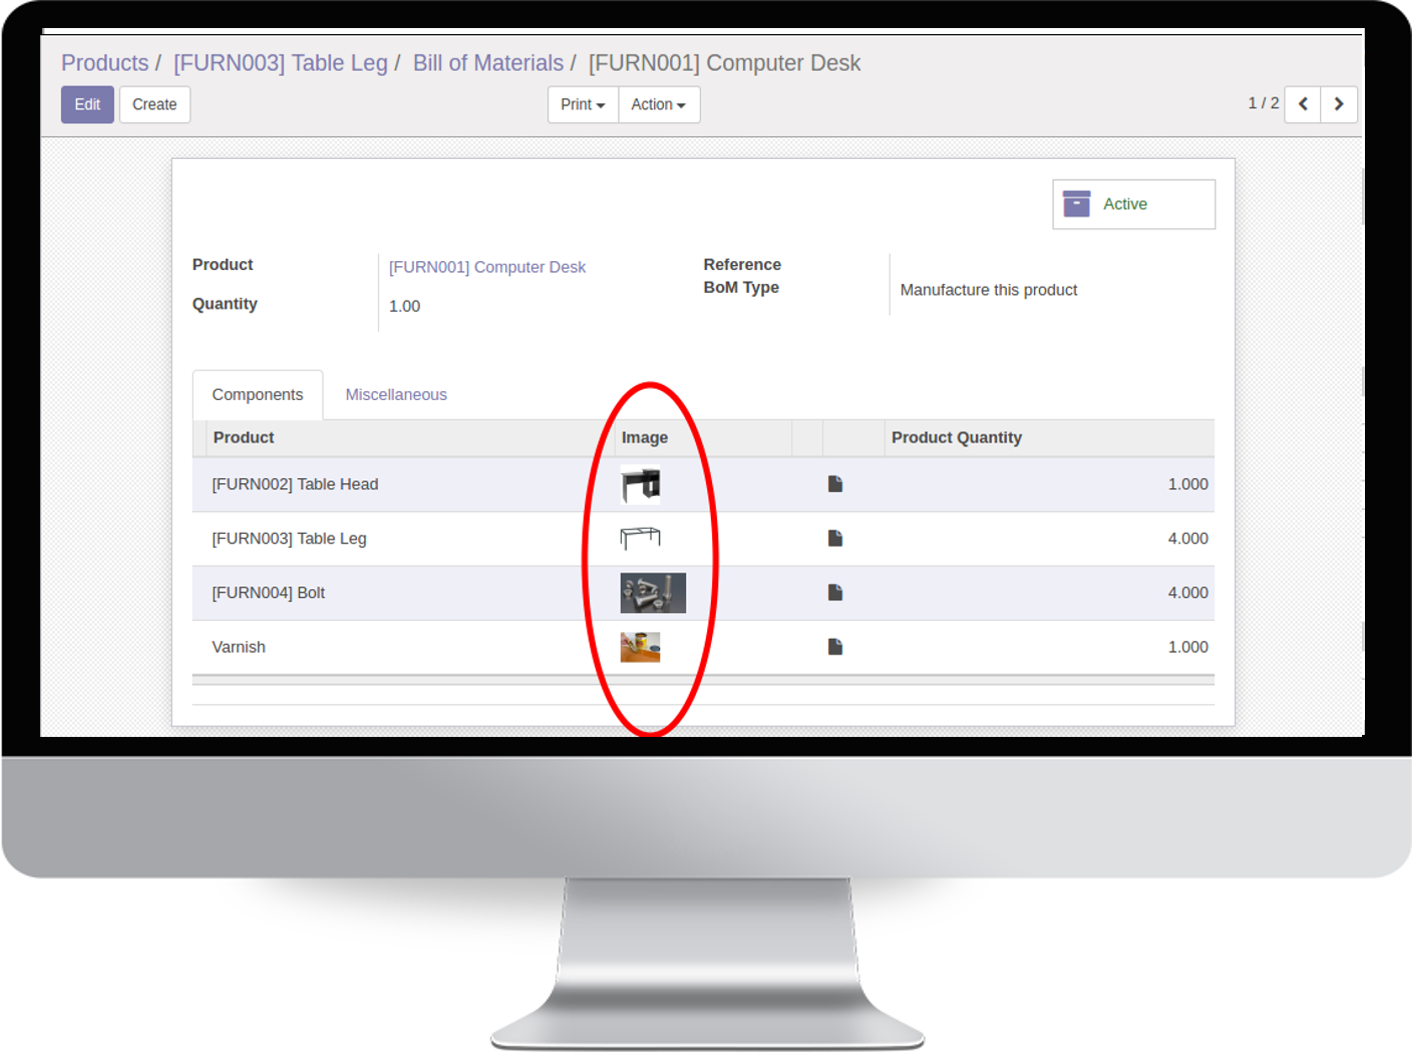 Products / [FURN003] Table Leg / Bill of Materials / [FURN001] Computer Desk
Edit Create Print Action 1 / 2
Active
Product [FURN001] Computer Desk Reference
BoM Type Manufacture this product
Quantity 1.00
Components Miscellaneous
Product Image Product Quantity
[FURN002] Table Head 1.000
[FURN003] Table Leg 4.000
[FURN004] Bolt 4.000
Varnish 1.000